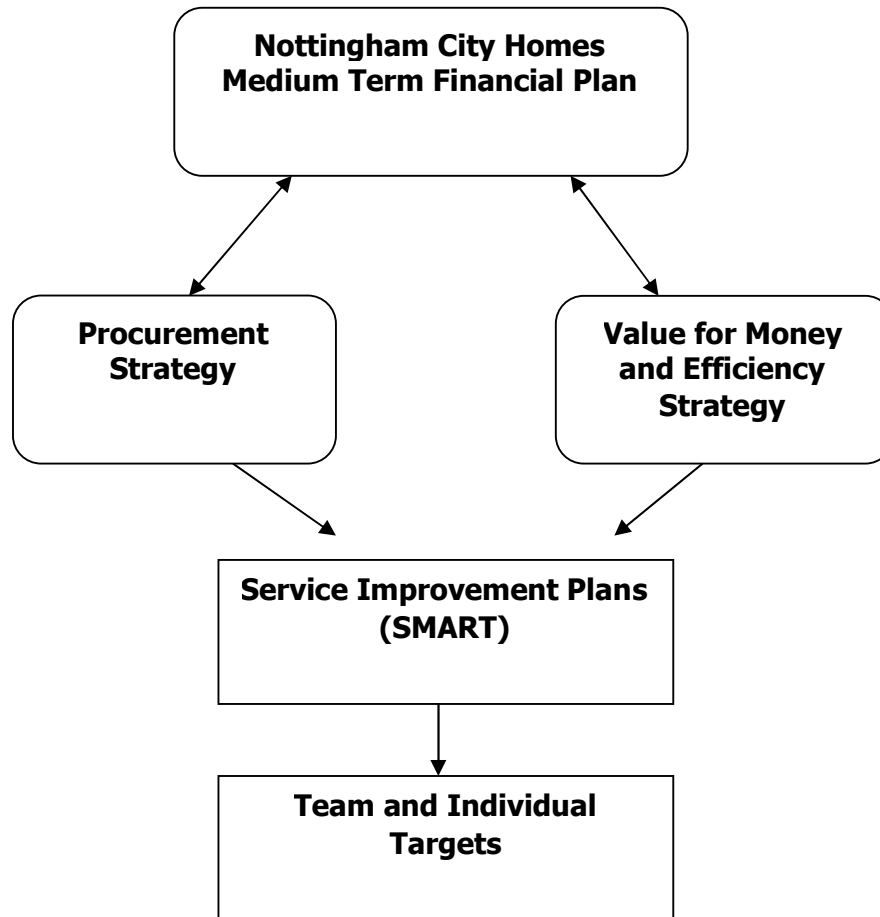 Nottingham City Homes
Medium Term Financial Plan
Procurement
Strategy
Value for Money
and Efficiency
Strategy
Service Improvement Plans
(SMART)
Team and Individual
Targets